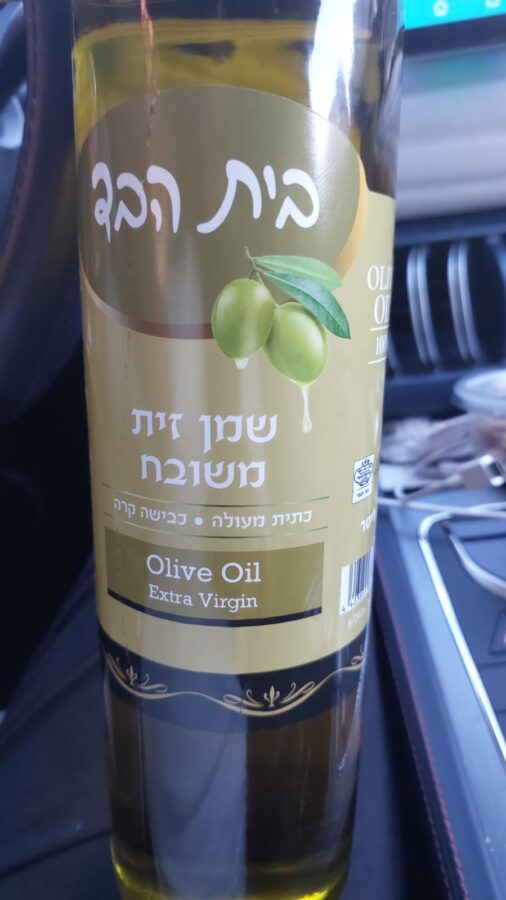 בית הבד
שמן זית
משובח
כתית מעולה • כבישה קרה
Olive Oil
Extra Virgin